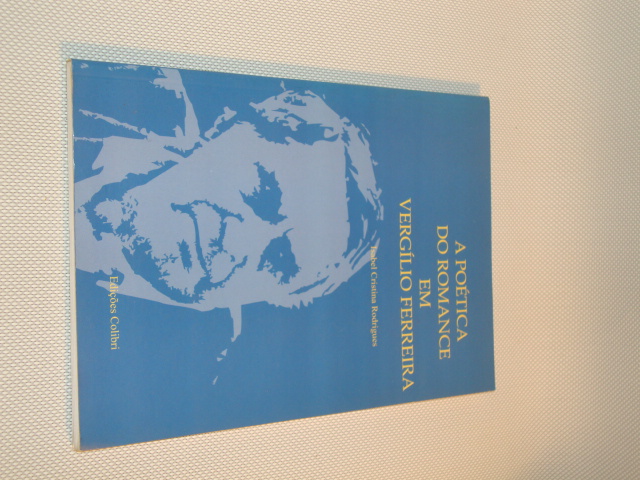 A POÉTICA
DO ROMANCE
EM
VERGÍLIO FERREIRA
Isabel Cristina Rodrigues
Edições Colibri